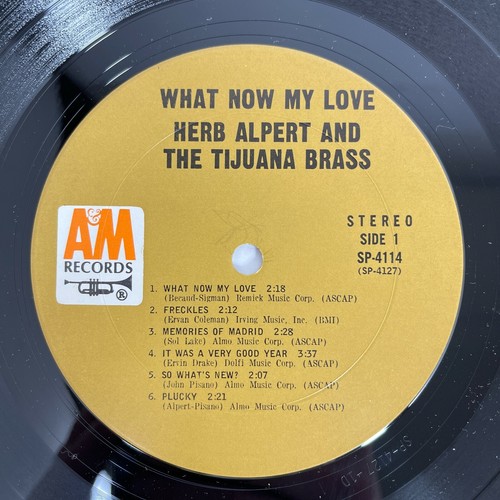 WHAT NOW MY LOVE
HERB ALPERT AND
THE TIJUANA BRASS
STEREO
SIDE 1
SP-4114
(SP-4127)
A&M
RECORDS
®
1. WHAT NOW MY LOVE 2:18
(Becaud-Sigman) Remick Music Corp. (ASCAP)
2. FRECKLES 2:12
(Ervan Coleman) Irving Music, Inc. (BMI)
3. MEMORIES OF MADRID 2:28
(Sol Lake) Almo Music Corp. (ASCAP)
4. IT WAS A VERY GOOD YEAR 3:37
(Ervin Drake) Dolfi Music Corp. (ASCAP)
5. SO WHAT'S NEW? 2:07
(John Pisano) Almo Music Corp. (ASCAP)
6. PLUCKY 2:21
(Alpert-Pisano) Almo Music Corp. (ASCAP)